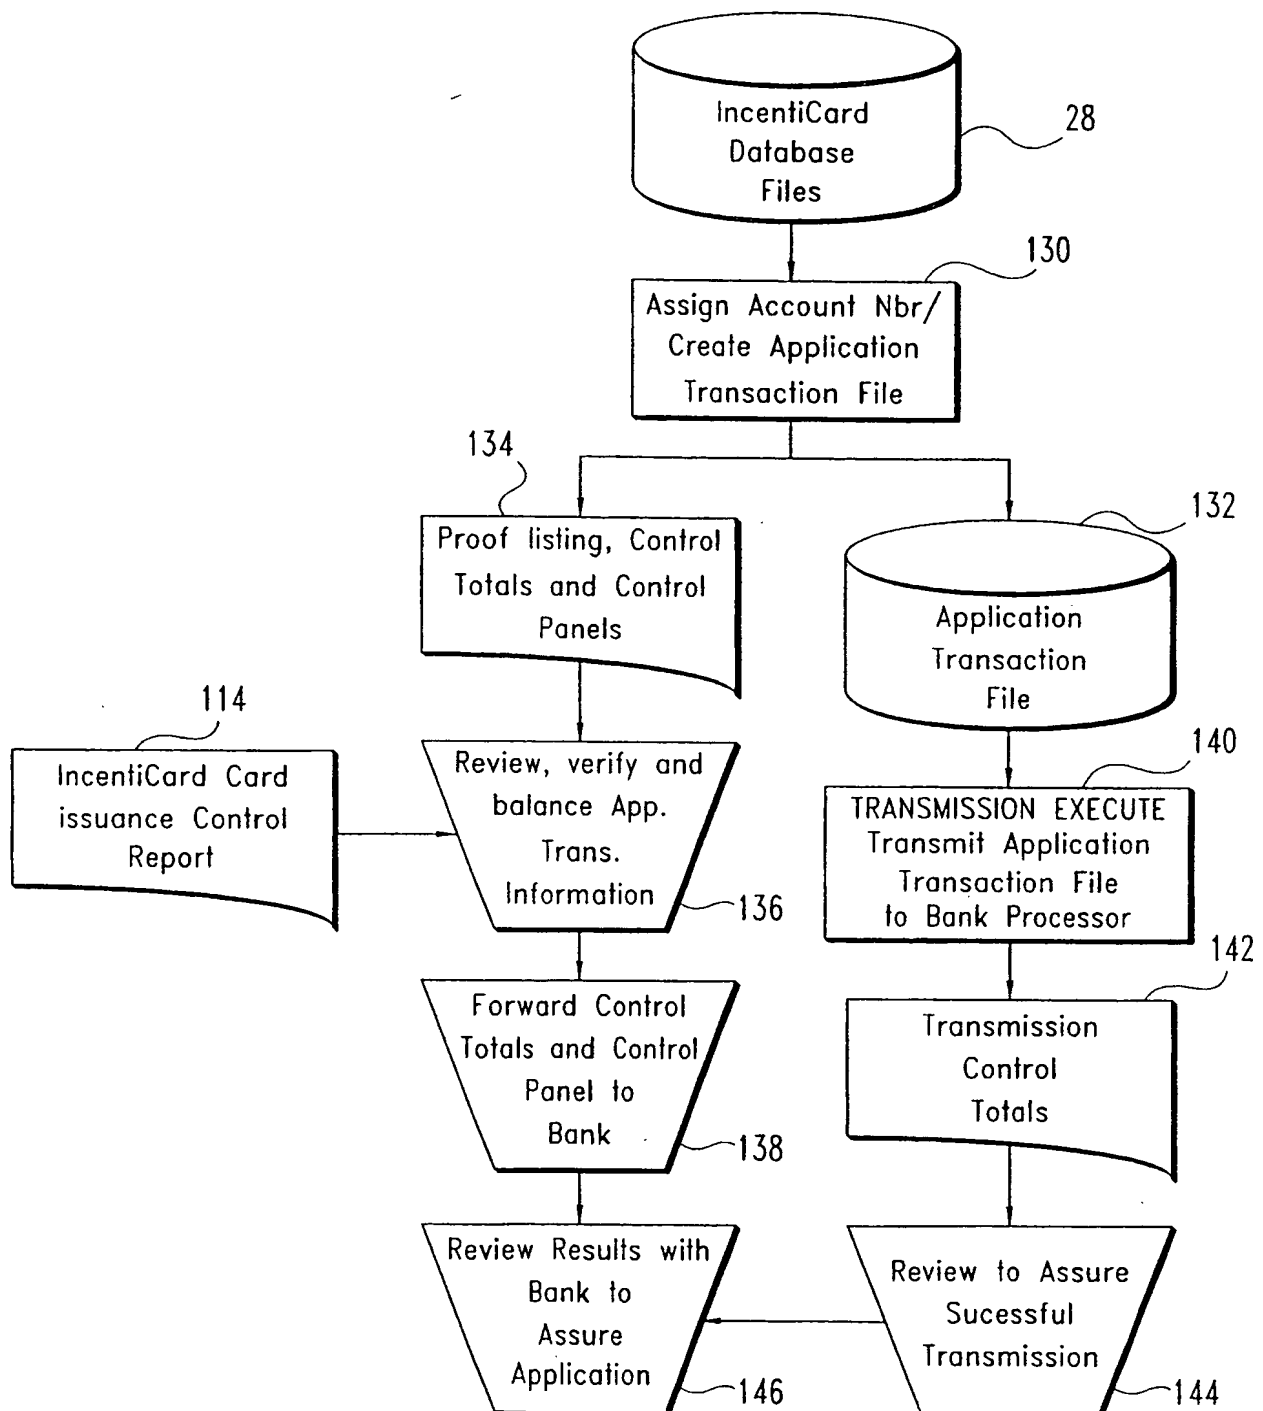 IncentiCard
Database
Files
28
130
Assign Account Nbr/
Create Application
Transaction File
134
Proof listing, Control
Totals and Control
Panels
132
Application
Transaction
File
114
IncentiCard Card
issuance Control
Report
Review, verify and
balance App.
Trans.
Information
136
140
TRANSMISSION EXECUTE
Transmit Application
Transaction File
to Bank Processor
142
Forward Control
Totals and Control
Panel to
Bank
138
Transmission
Control
Totals
Review Results with
Bank to
Assure
Application
146
Review to Assure
Sucessful
Transmission
144